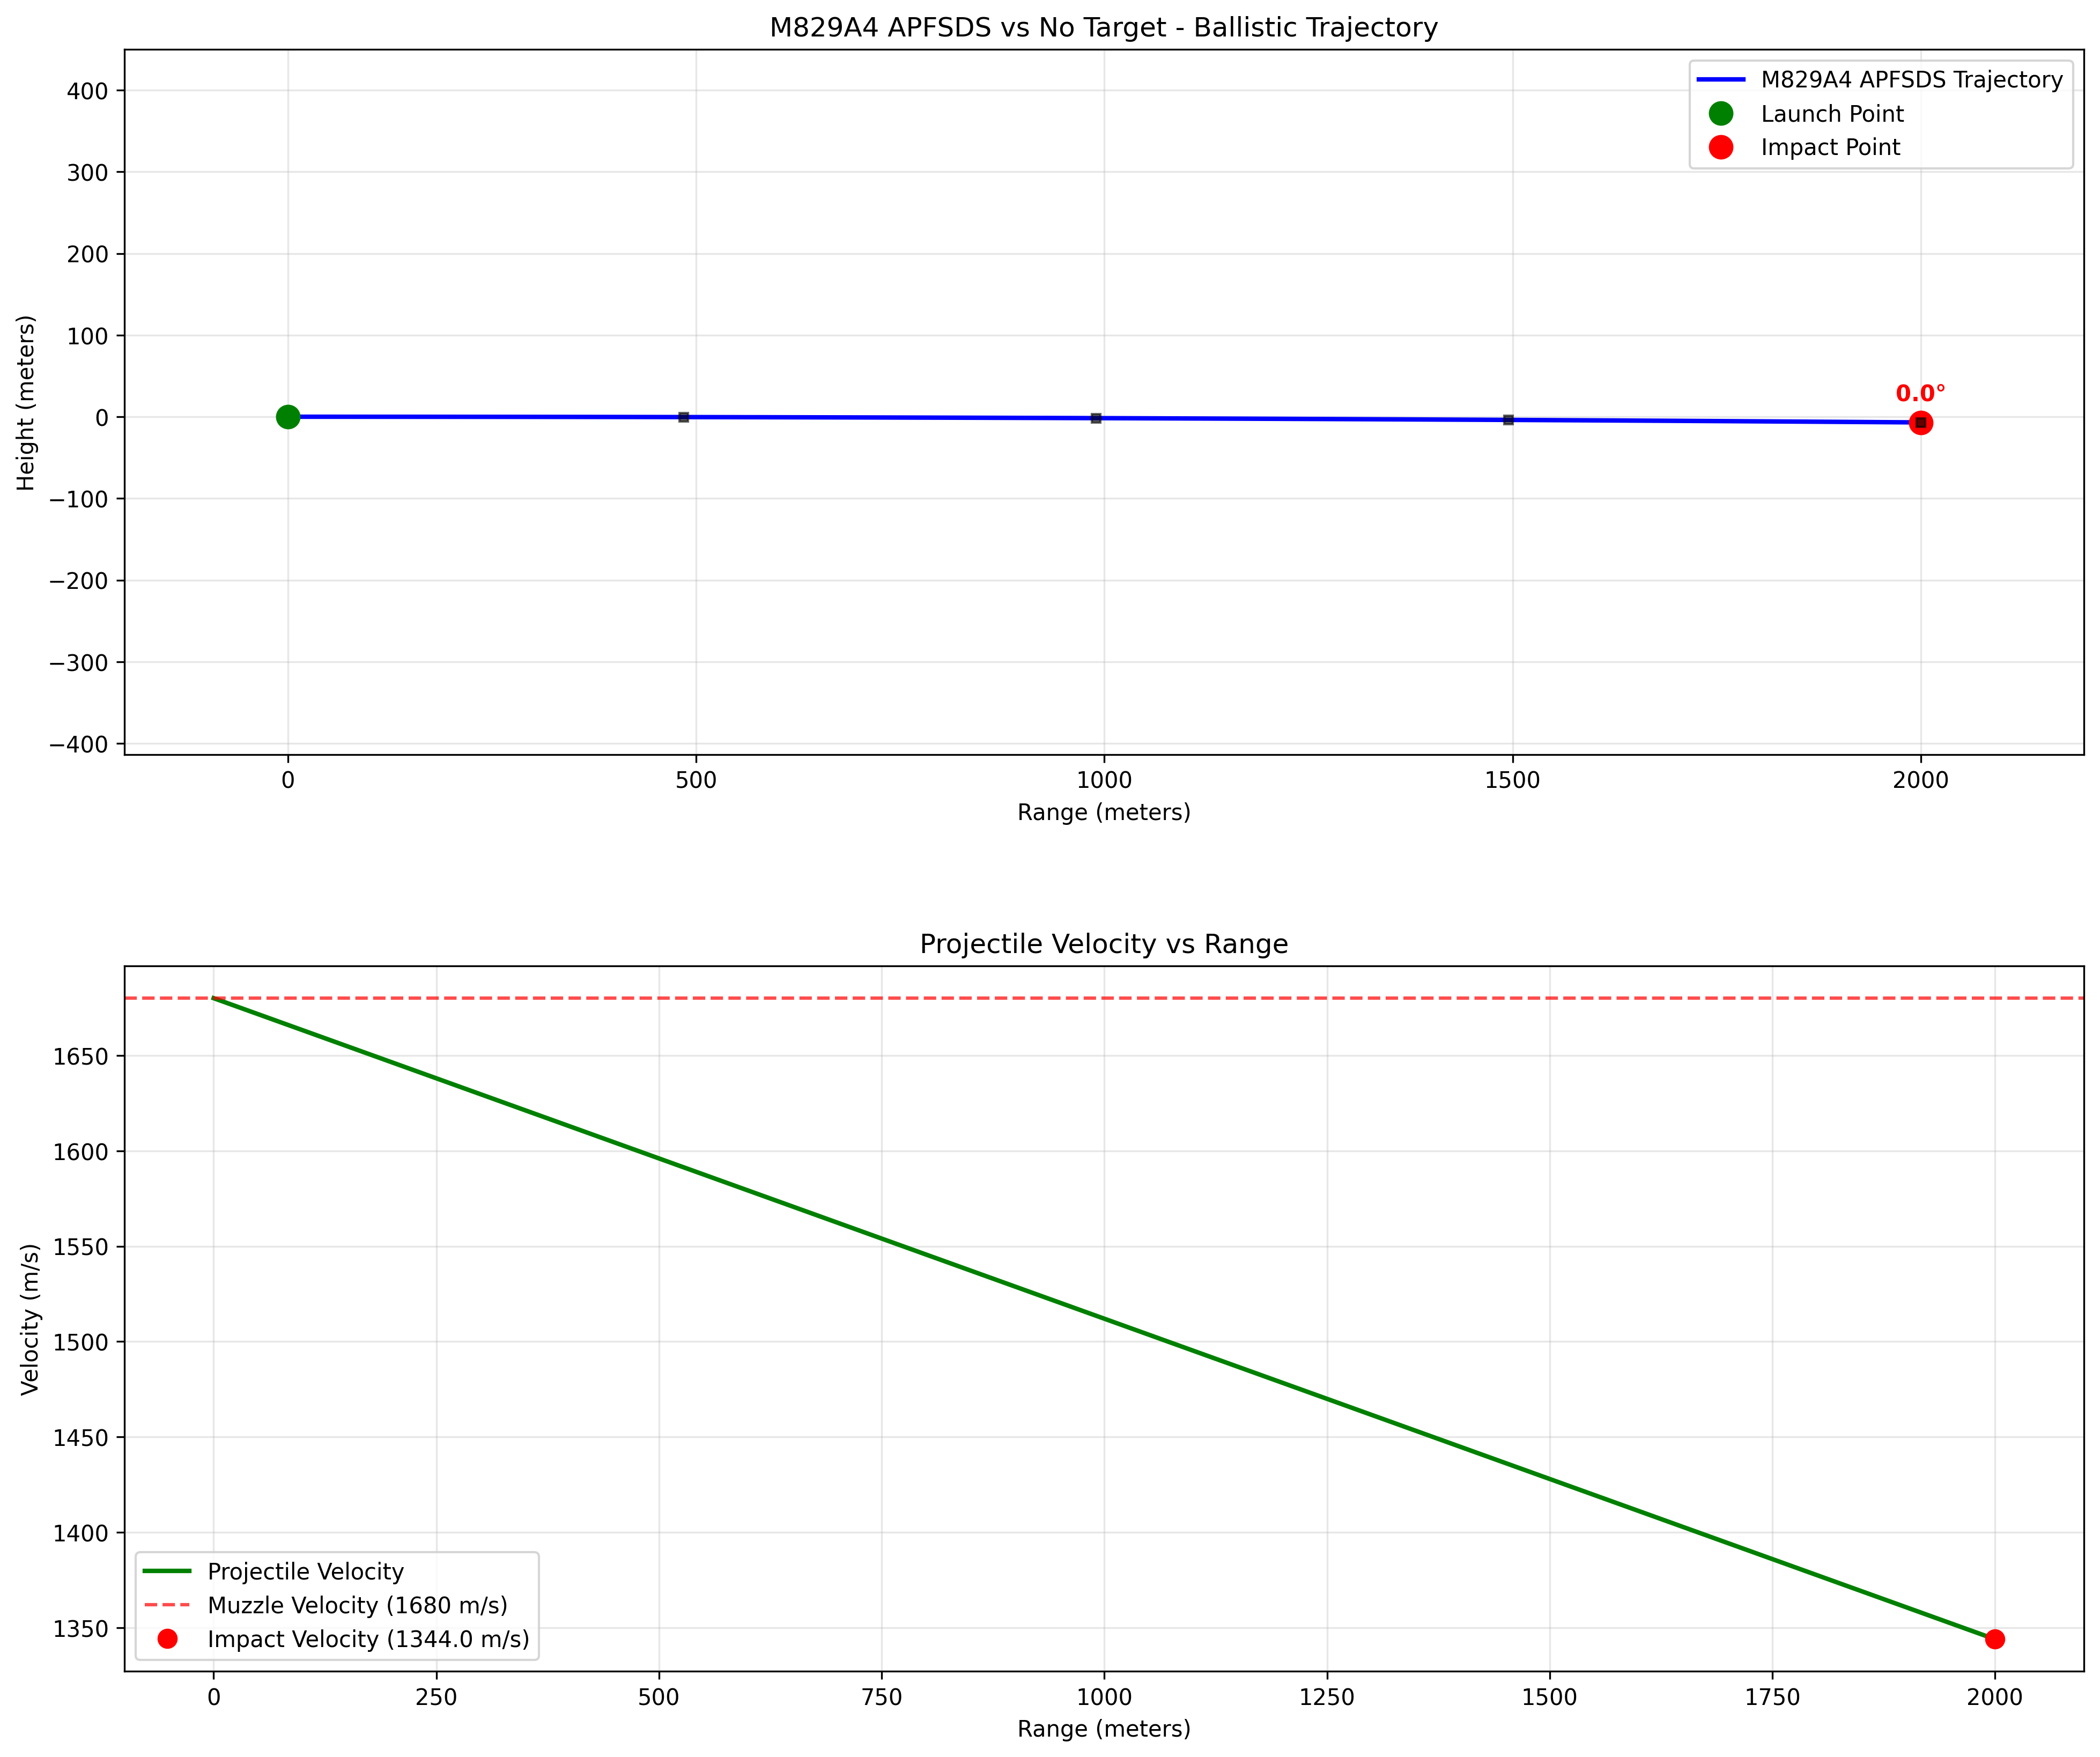 M829A4 APFSDS vs No Target - Ballistic Trajectory
M829A4 APFSDS Trajectory
Launch Point
Impact Point
400
300
200
100
0
−100
−200
−300
−400
Height (meters)
0.0°
0
500
1000
1500
2000
Range (meters)
Projectile Velocity vs Range
1650
1600
1550
1500
1450
1400
1350
Velocity (m/s)
Projectile Velocity
Muzzle Velocity (1680 m/s)
Impact Velocity (1344.0 m/s)
0
250
500
750
1000
1250
1500
1750
2000
Range (meters)